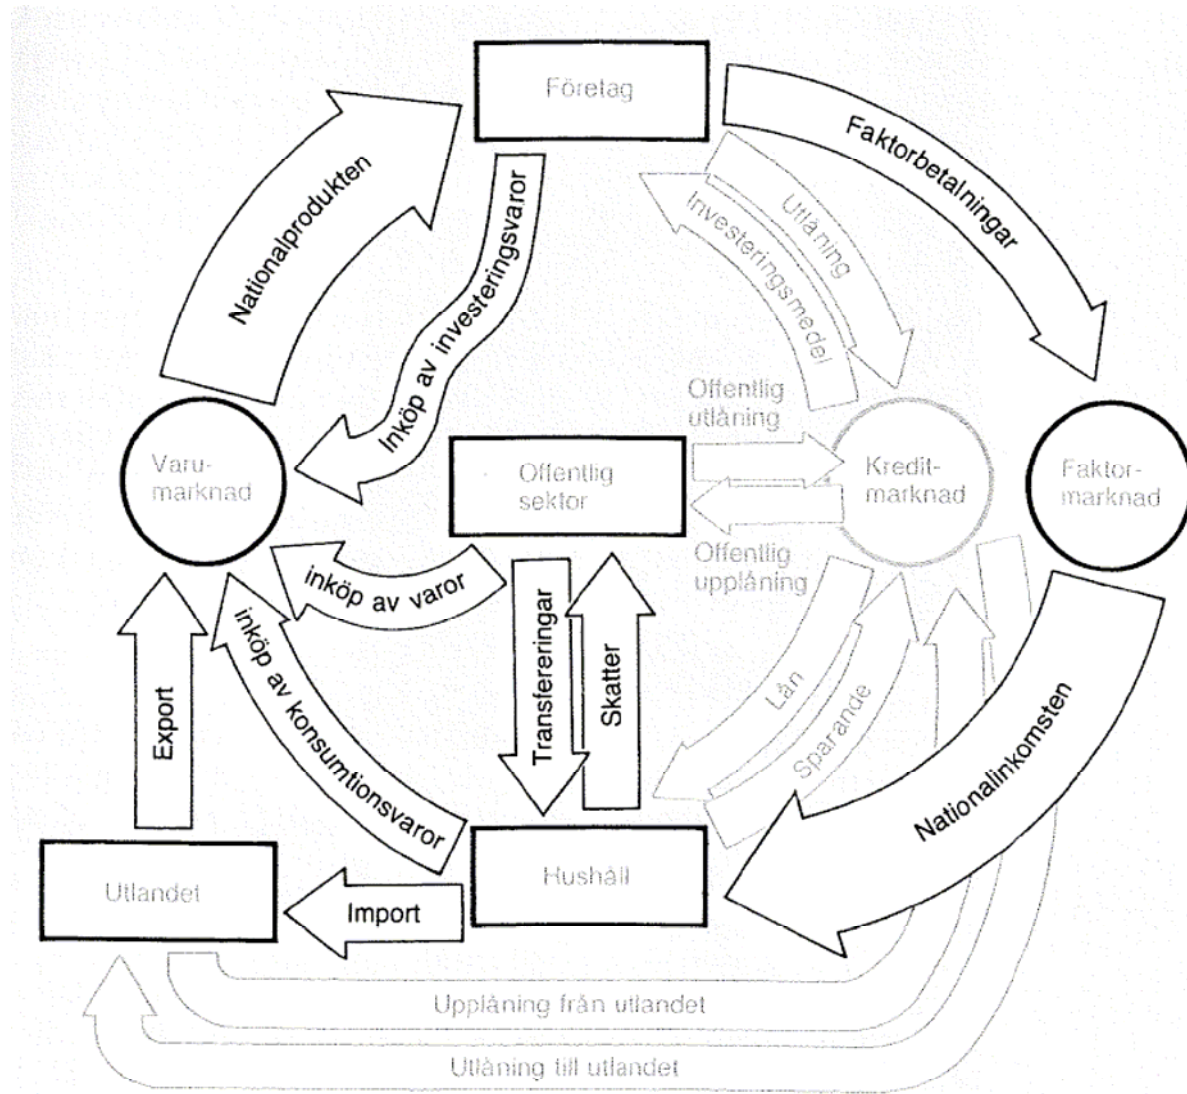 Företag
Faktorbetalningar
Utlåning
Investeringsmedel
Nationalprodukten
Inköp av investeringsvaror
Offentlig
utlåning
Varu-
marknad
Offentlig
sektor
Kredit-
marknad
Faktor-
marknad
Offentlig
upplåning
inköp av varor
inköp av konsumtionsvaror
Transfereringar
Skatter
Lån
Sparande
Export
Nationalinkomsten
Utlandet
Import
Hushåll
Upplåning från utlandet
Utlåning till utlandet